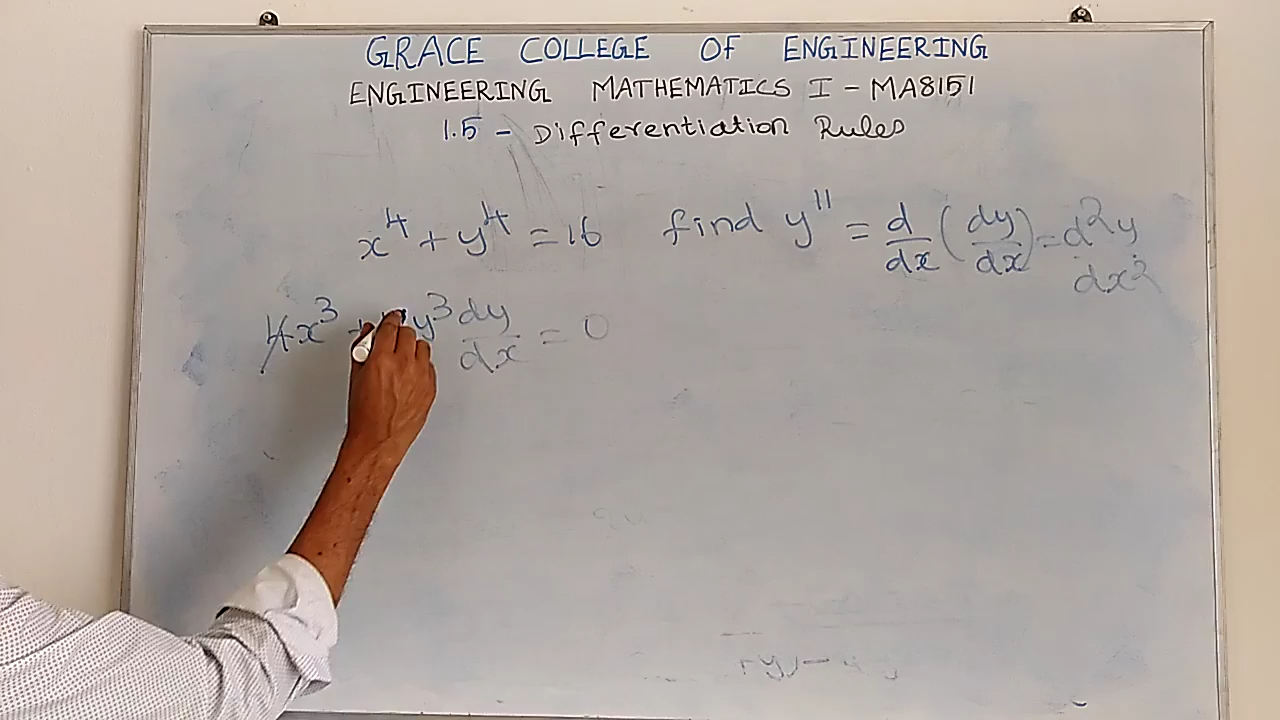 GRACE COLLEGE OF ENGINEERING
ENGINEERING MATHEMATICS I - MA8151
1.5 - Differentiation Rules
x⁴ + y⁴ = 16 find y'' = d/dx (dy/dx) = d²y/dx²
4x³ + y³ dy/dx = 0